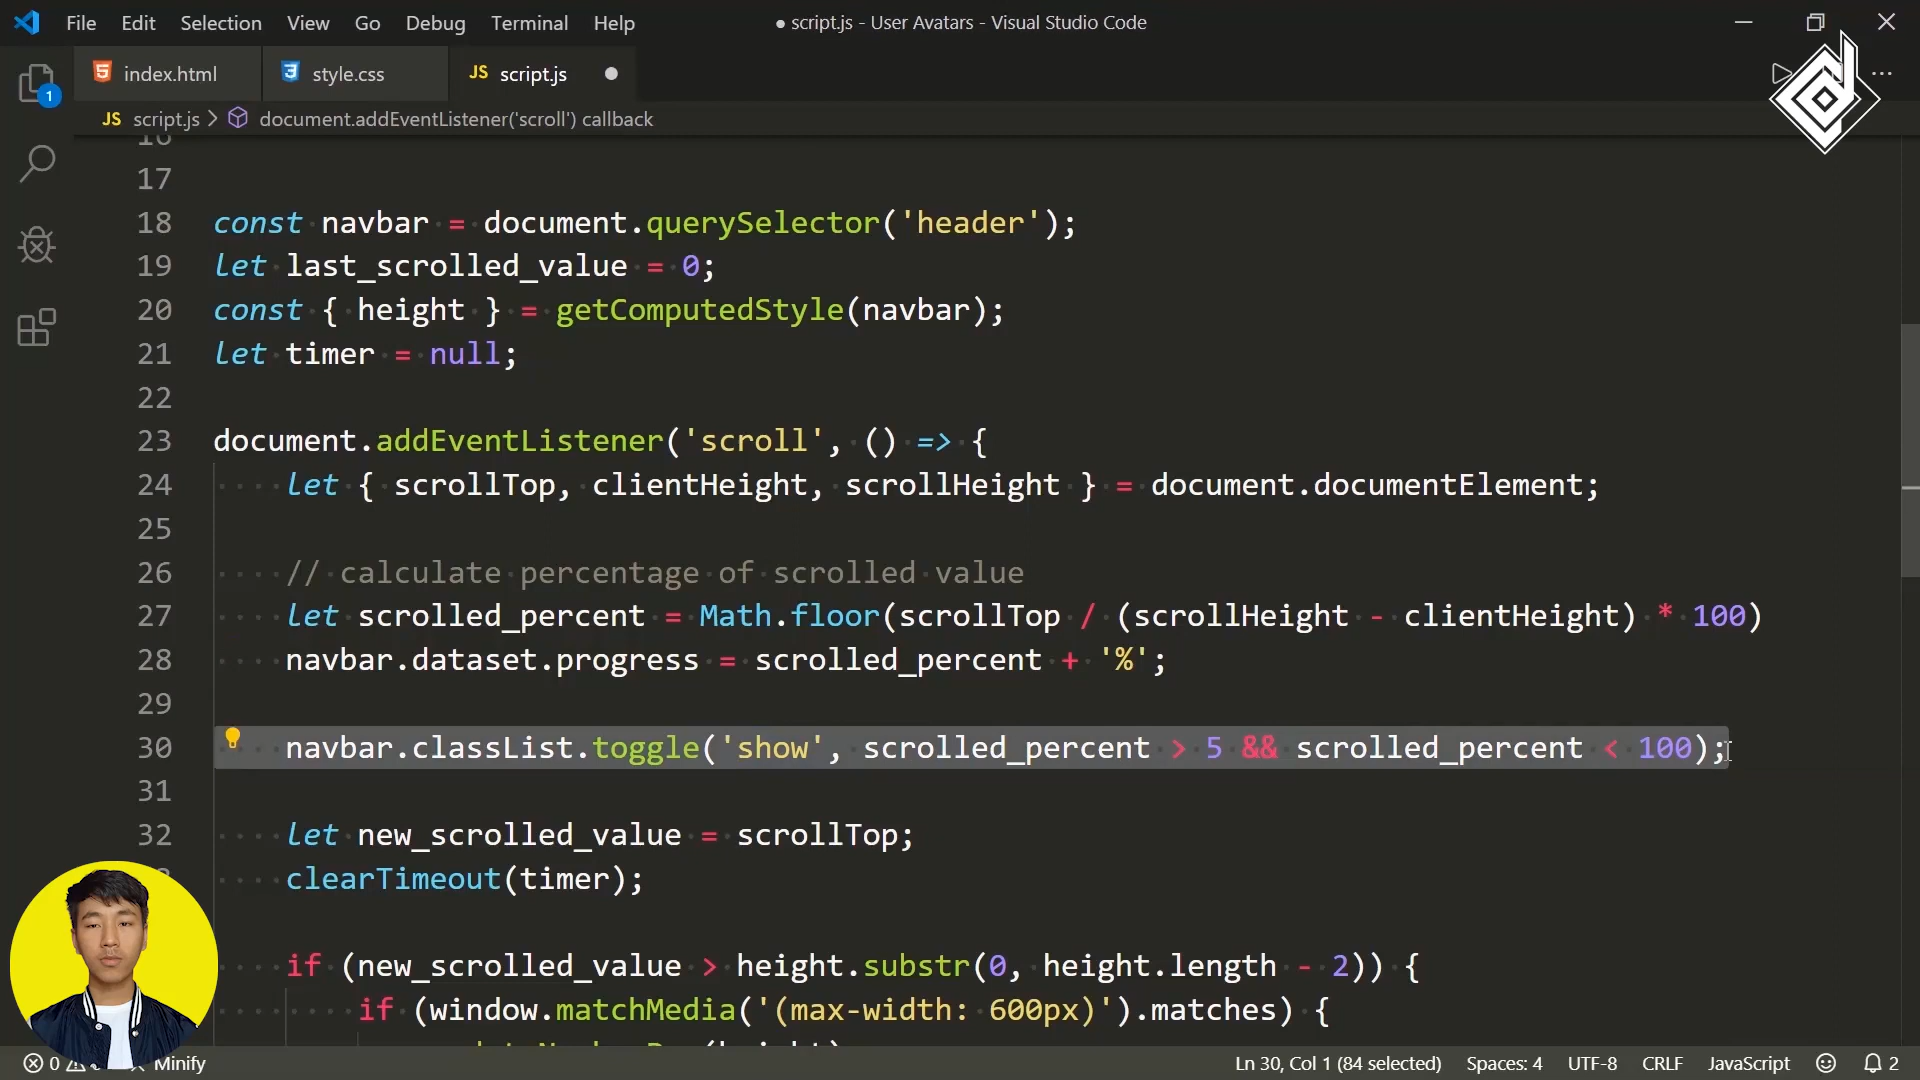 File Edit Selection View Go Debug Terminal Help
● script.js - User Avatars - Visual Studio Code
index.html style.css JS script.js
JS script.js > document.addEventListener('scroll') callback
1
16
17
18 const navbar = document.querySelector('header');
19 let last_scrolled_value = 0;
20 const { height } = getComputedStyle(navbar);
21 let timer = null;
22
23 document.addEventListener('scroll', () => {
24 let { scrollTop, clientHeight, scrollHeight } = document.documentElement;
25
26 // calculate percentage of scrolled value
27 let scrolled_percent = Math.floor(scrollTop / (scrollHeight - clientHeight) * 100)
28 navbar.dataset.progress = scrolled_percent + '%';
29
30 navbar.classList.toggle('show', scrolled_percent > 5 && scrolled_percent < 100);
31
32 let new_scrolled_value = scrollTop;
clearTimeout(timer);
if (new_scrolled_value > height.substr(0, height.length - 2)) {
if (window.matchMedia('(max-width: 600px)').matches) {
0 Minify Ln 30, Col 1 (84 selected) Spaces: 4 UTF-8 CRLF JavaScript 2